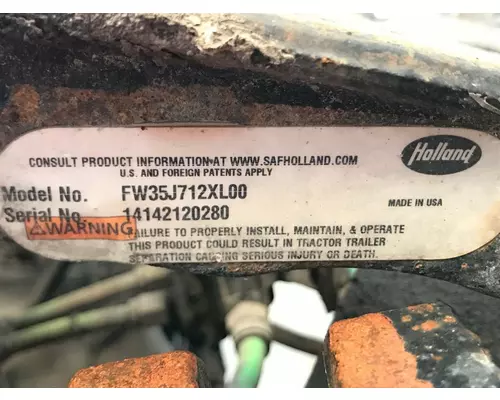 CONSULT PRODUCT INFORMATION AT WWW.SAFHOLLAND.COM
U.S. AND FOREIGN PATENTS APPLY
Holland
Model No. FW35J712XL00
MADE IN USA
Serial No. 14142120280
WARNING FAILURE TO PROPERLY INSTALL, MAINTAIN, & OPERATE
THIS PRODUCT COULD RESULT IN TRACTOR TRAILER
SEPARATION CAUSING SERIOUS INJURY OR DEATH.